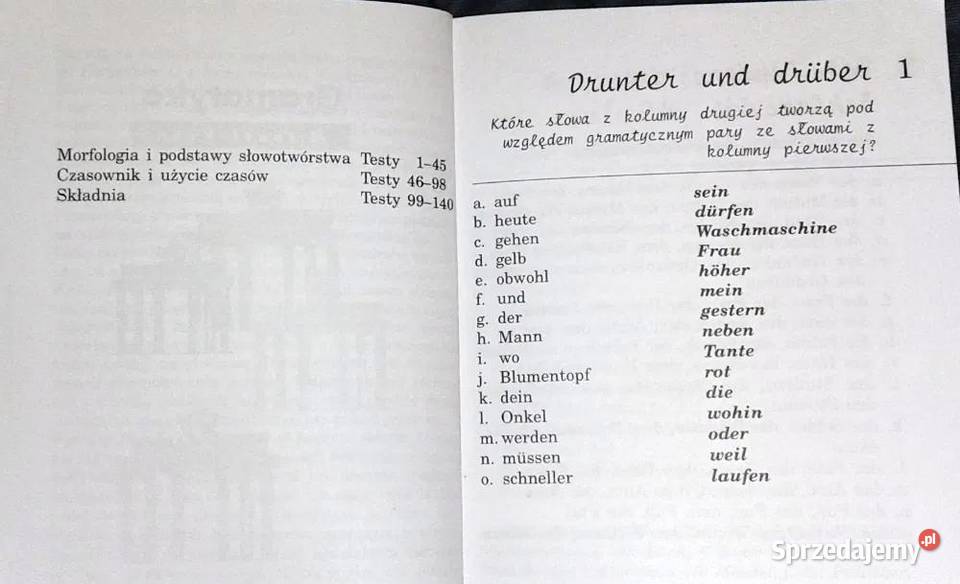 Morfologia i podstawy słowotwórstwa Testy 1–45
Czasownik i użycie czasów Testy 46–98
Składnia Testy 99–140
Drunter und drüber 1
Które słowa z kolumny drugiej tworzą pod
względem gramatycznym pary ze słowami z
kolumny pierwszej?
a. auf sein
b. heute dürfen
c. gehen Waschmaschine
d. gelb Frau
e. obwohl höher
f. und mein
g. der gestern
h. Mann neben
i. wo Tante
j. Blumentopf rot
k. dein die
l. Onkel wohin
m. werden oder
n. müssen weil
o. schneller laufen
Sprzedajemy.pl